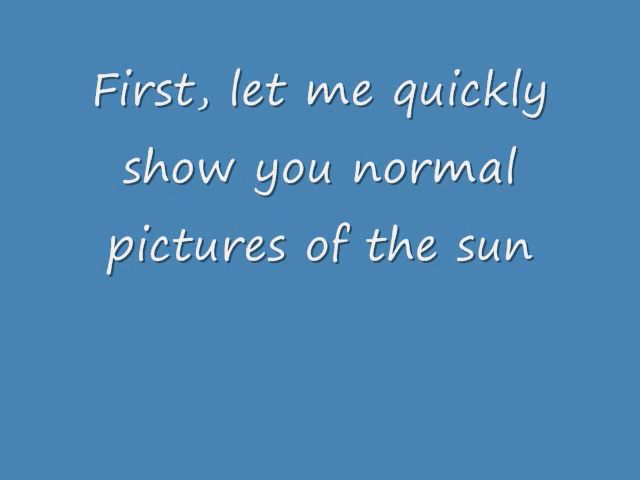 First, let me quickly
show you normal
pictures of the sun